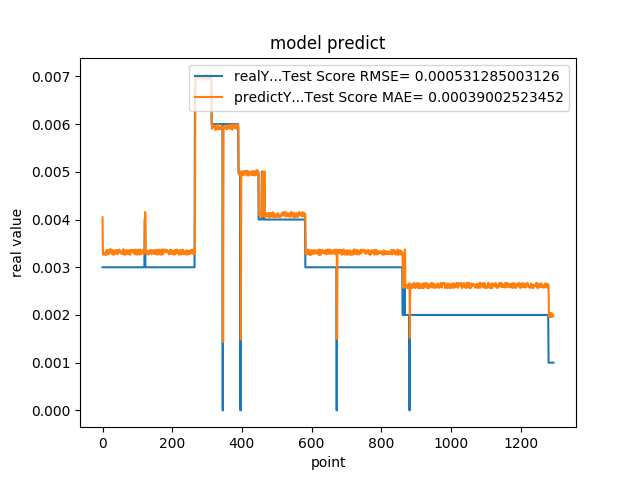 model predict
realY...Test Score RMSE= 0.000531285003126
predictY...Test Score MAE= 0.00039002523452
real value
0.007
0.006
0.005
0.004
0.003
0.002
0.001
0.000
0 200 400 600 800 1000 1200
point